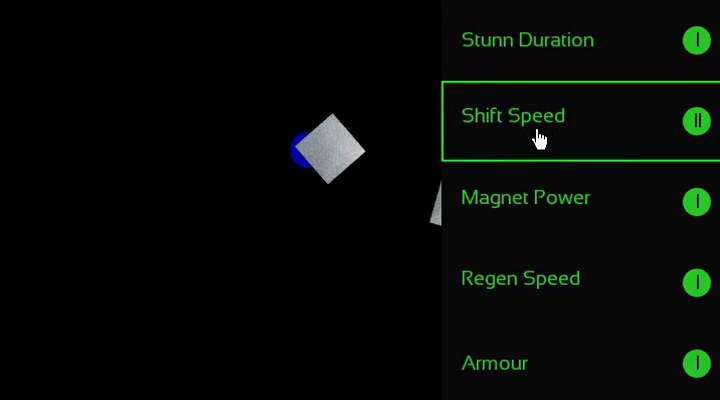 Stunn Duration I
Shift Speed II
Magnet Power I
Regen Speed I
Armour I